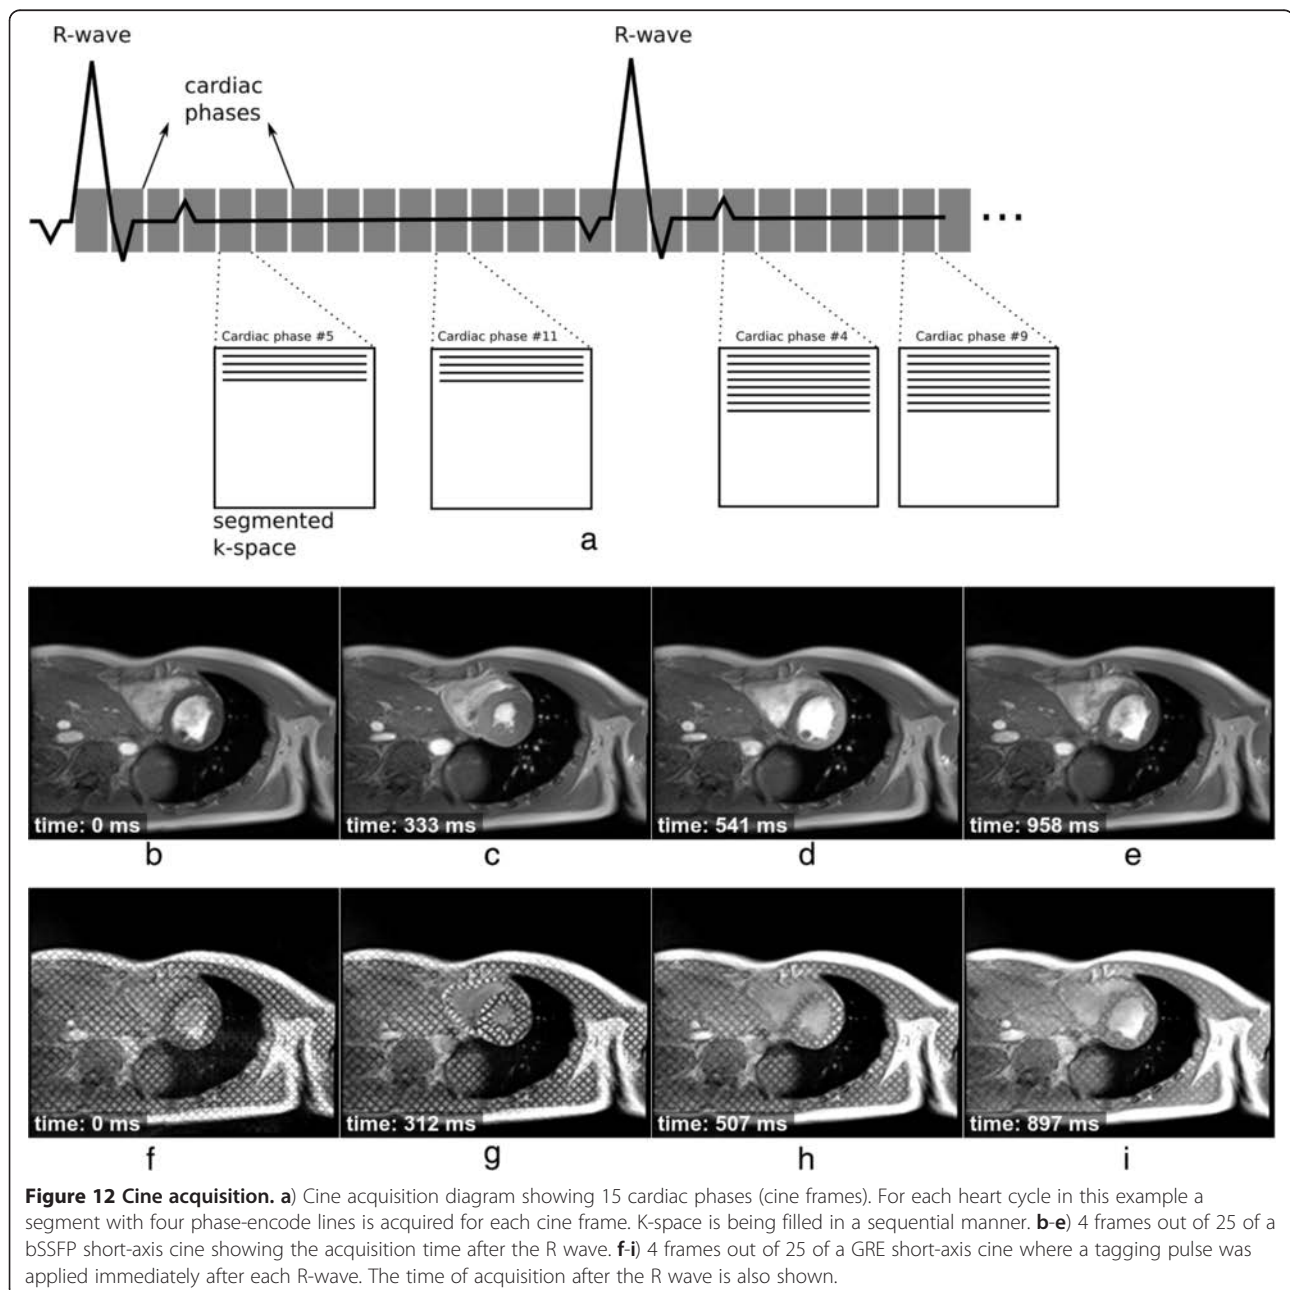 R-wave
R-wave
cardiac
phases
...
Cardiac phase #5
Cardiac phase #11
Cardiac phase #4
Cardiac phase #9
segmented
k-space
a
time: 0 ms
time: 333 ms
time: 541 ms
time: 958 ms
b
c
d
e
time: 0 ms
time: 312 ms
time: 507 ms
time: 897 ms
f
g
h
i
Figure 12 Cine acquisition. a) Cine acquisition diagram showing 15 cardiac phases (cine frames). For each heart cycle in this example a
segment with four phase-encode lines is acquired for each cine frame. K-space is being filled in a sequential manner. b-e) 4 frames out of 25 of a
bSSFP short-axis cine showing the acquisition time after the R wave. f-i) 4 frames out of 25 of a GRE short-axis cine where a tagging pulse was
applied immediately after each R-wave. The time of acquisition after the R wave is also shown.